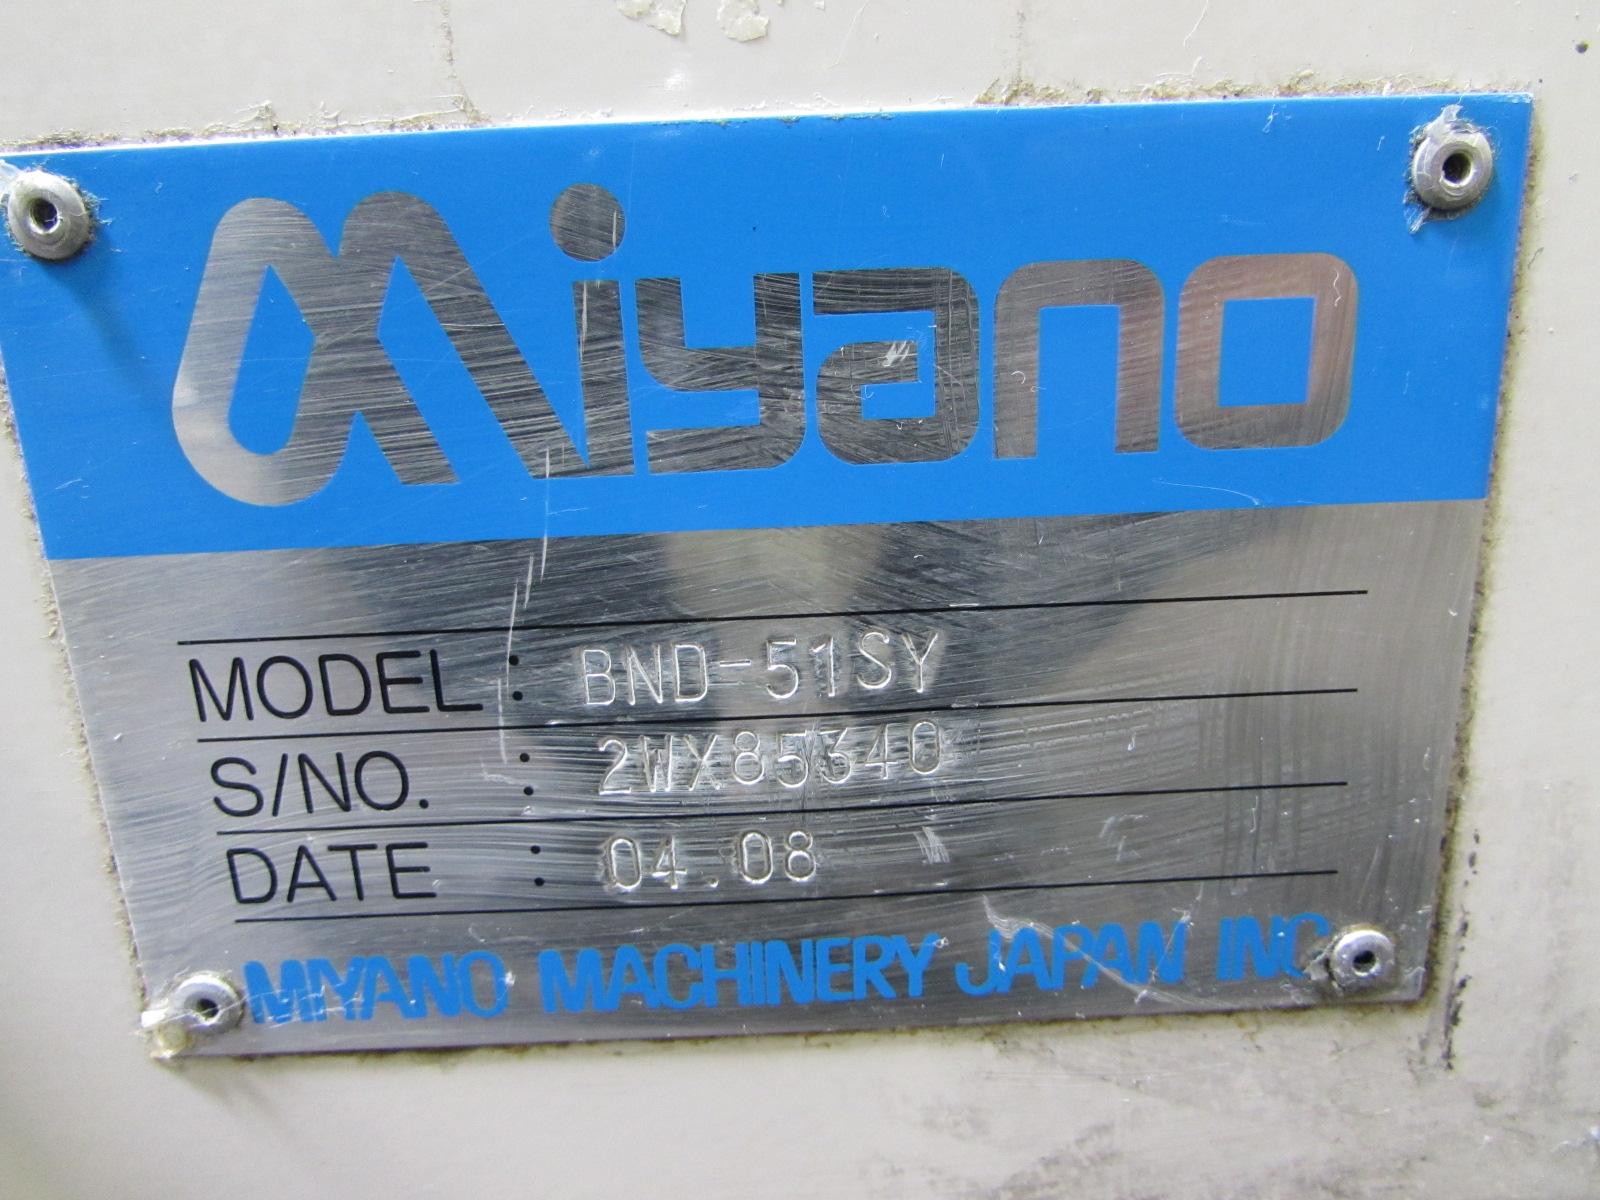 Miyano
MODEL : BND-51SY
S/NO. : 2WX85340
DATE : 04.08
MIYANO MACHINERY JAPAN INC